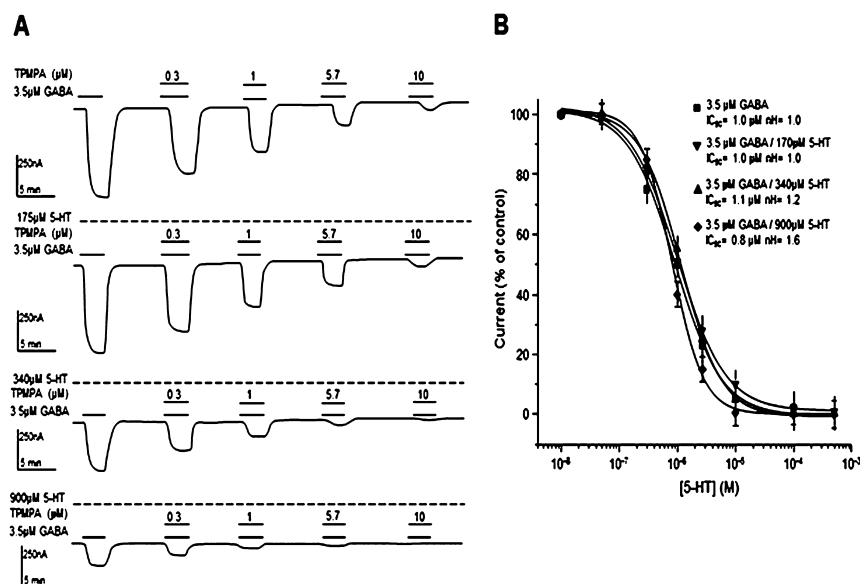 A
TPMPA (µM) 0 3 1 5.7 10
3.5µM GABA
250nA
5 min
175µM 5-HT
TPMPA (µM) 0.3 1 5.7 10
3.5µM GABA
250nA
5 min
340µM 5-HT
TPMPA (µM) 0.3 1 5.7 10
3 5µM GABA
250nA
5 min
900µM 5-HT
TPMPA (µM) 0 3 1 5.7 10
3.5µM GABA
250nA
5 min
B
Current (% of control)
100
80
60
40
20
0
10⁻⁸ 10⁻⁷ 10⁻⁶ 10⁻⁵ 10⁻⁴ 10⁻³
[5-HT] (M)
3.5 µM GABA
IC₅₀= 1.0 pM nH= 1.0
3.5 µM GABA / 170pM 5-HT
IC₅₀= 1.0 pM nH= 1.0
3.5 pM GABA / 340µM 5-HT
IC₅₀= 1.1 µM nH= 1.2
3.5 pM GABA / 900µM 5-HT
IC₅₀= 0.8 µM nH= 1.6